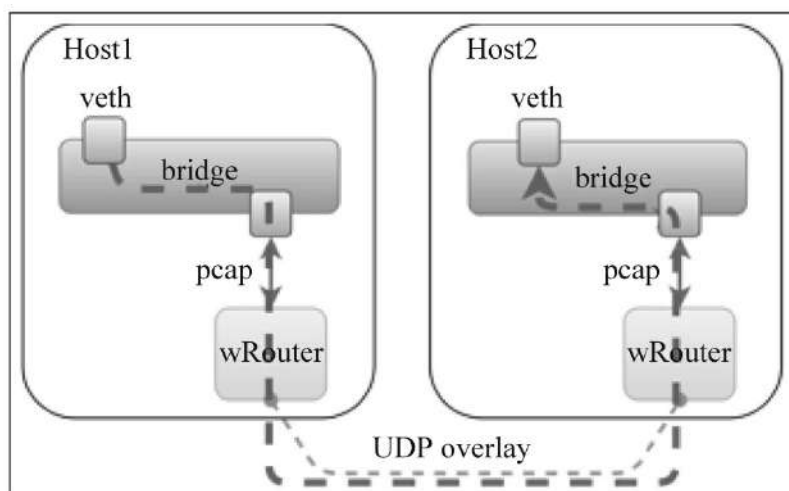 Host1
veth
bridge
pcap
wRouter
Host2
veth
bridge
pcap
wRouter
UDP overlay